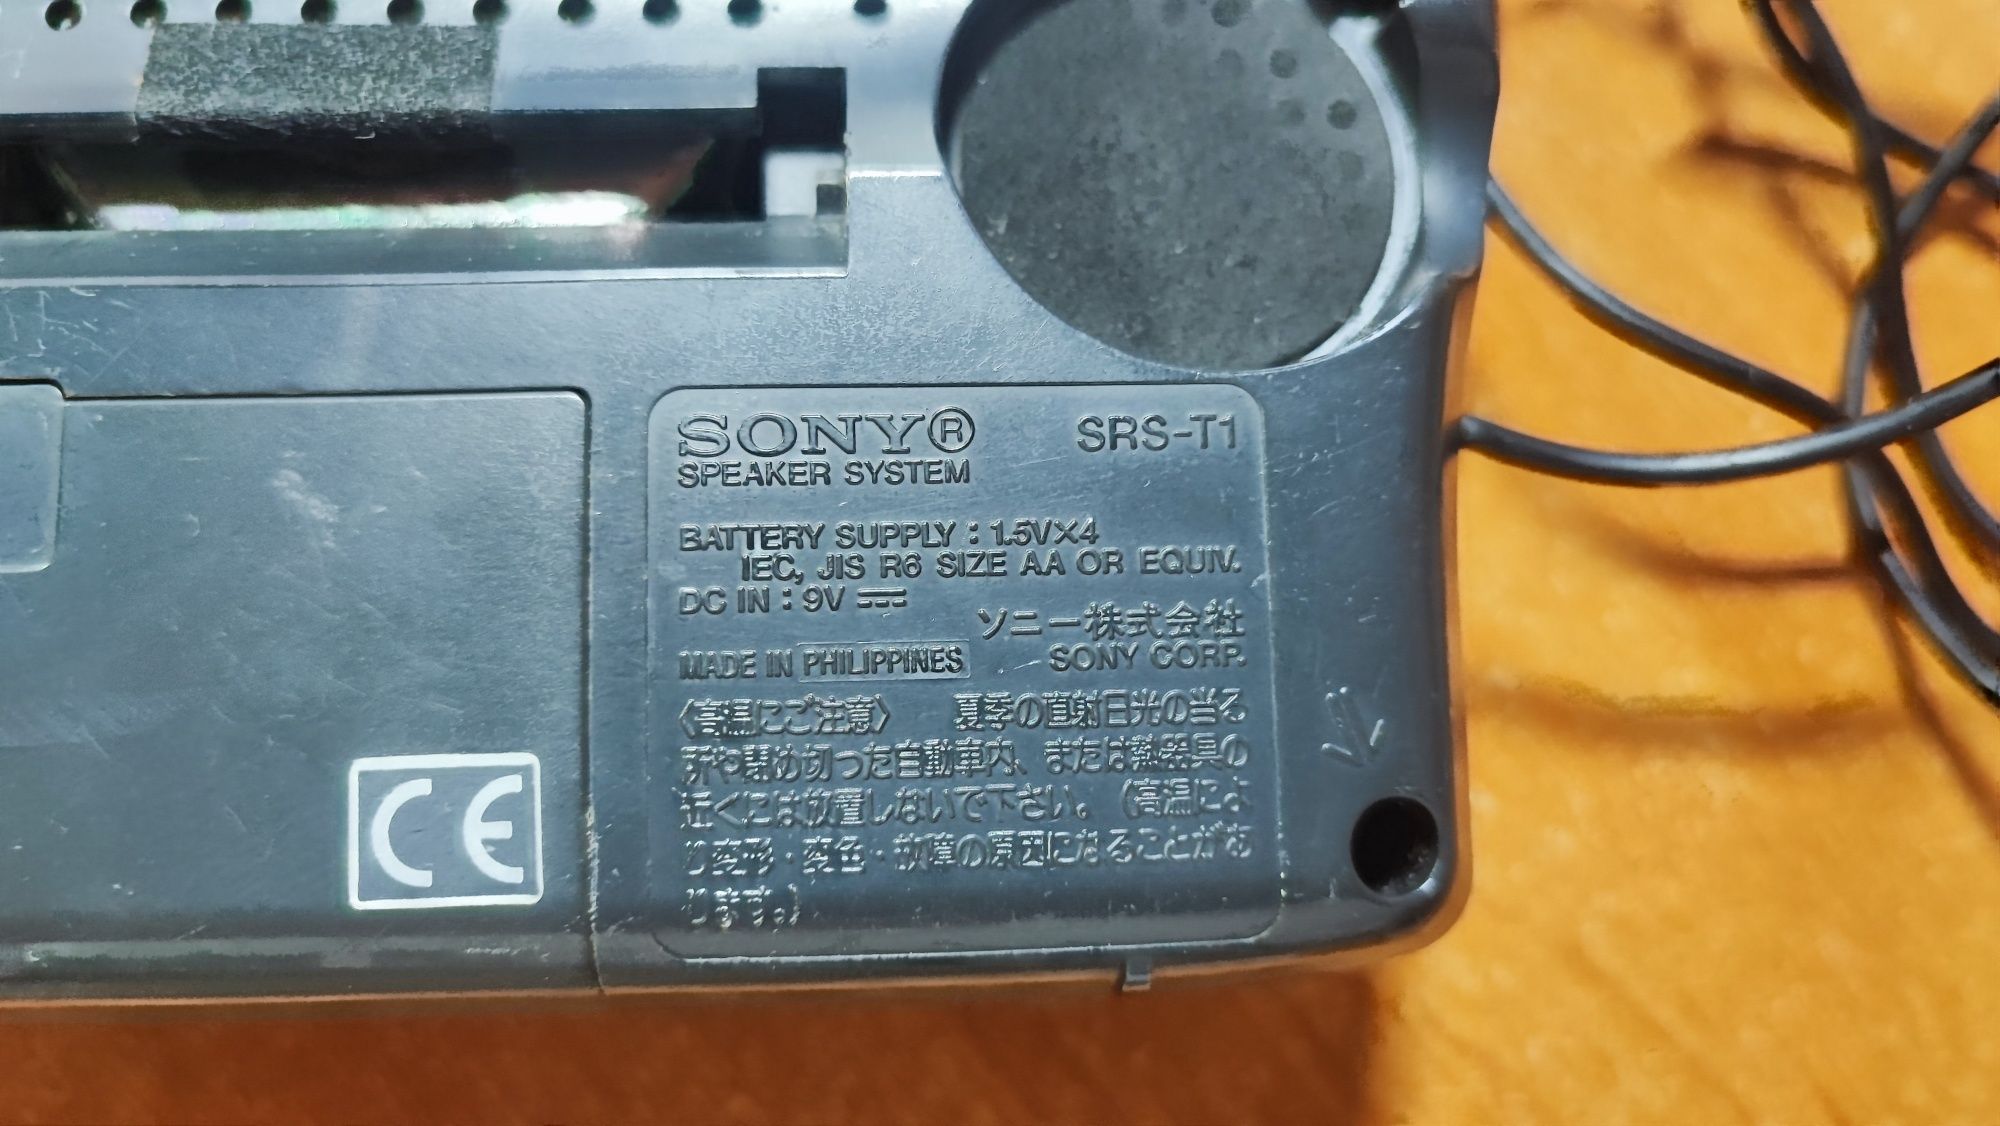 SONY® SRS-T1
SPEAKER SYSTEM
BATTERY SUPPLY : 1.5V×4
IEC, JIS R6 SIZE AA OR EQUIV.
DC IN : 9V ⎓
ソニー株式会社
MADE IN PHILIPPINES SONY CORP.
〈高温にご注意〉 夏季の直射日光の当る
所や閉め切った自動車内、または熱器具の
近くには放置しないで下さい。(高温によ
り変形・変色・故障の原因になることがあ
ります。)
CE